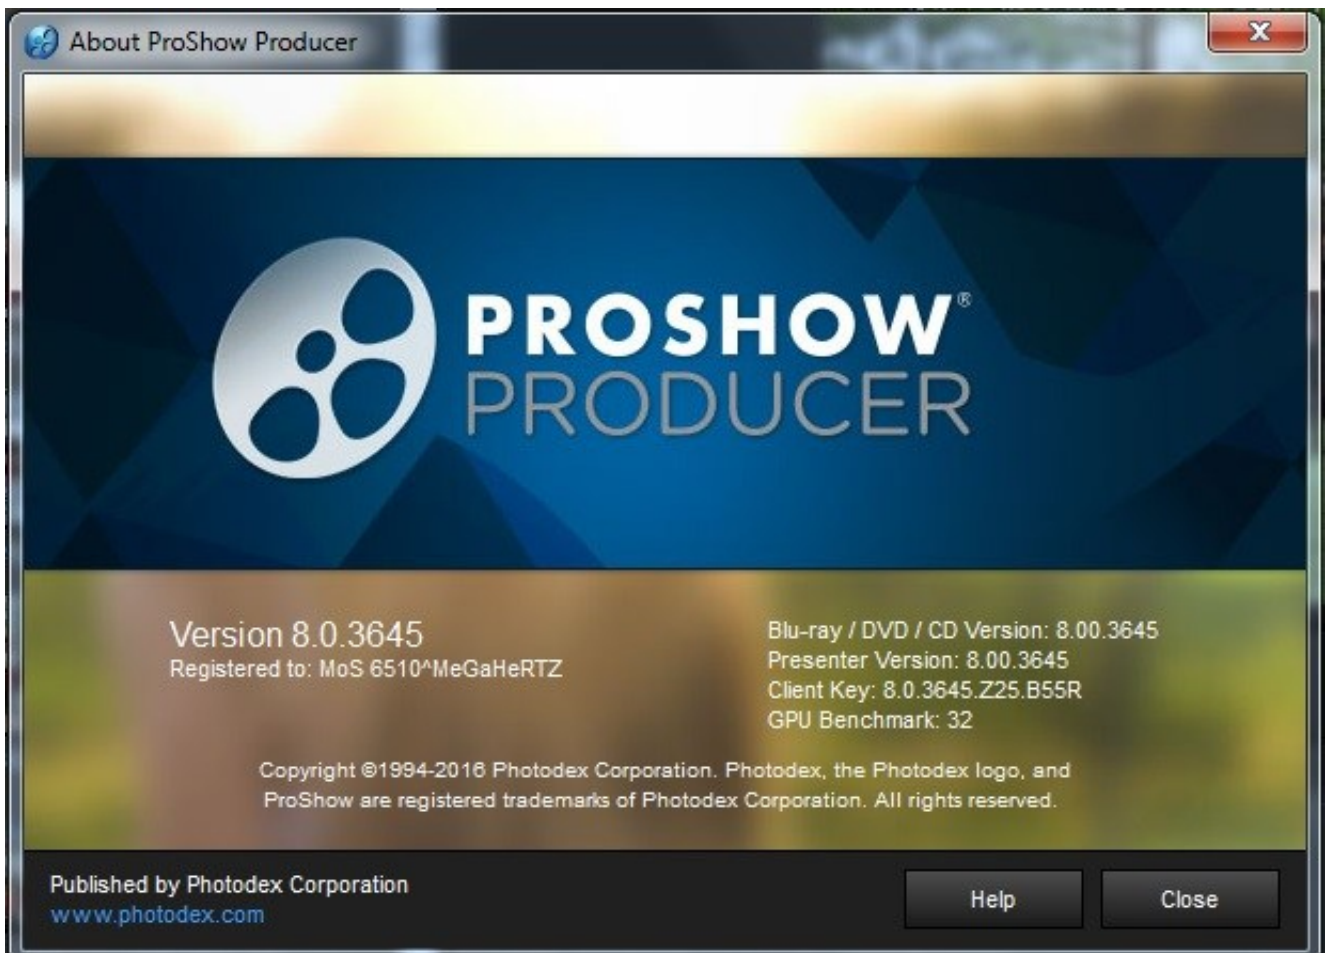 About ProShow Producer
PROSHOW®
PRODUCER
Version 8.0.3645
Registered to: MoS 6510^MeGaHeRTZ
Blu-ray / DVD / CD Version: 8.00.3645
Presenter Version: 8.00.3645
Client Key: 8.0.3645.Z25.B55R
GPU Benchmark: 32
Copyright ©1994-2016 Photodex Corporation. Photodex, the Photodex logo, and
ProShow are registered trademarks of Photodex Corporation. All rights reserved.
Published by Photodex Corporation
www.photodex.com
Help
Close